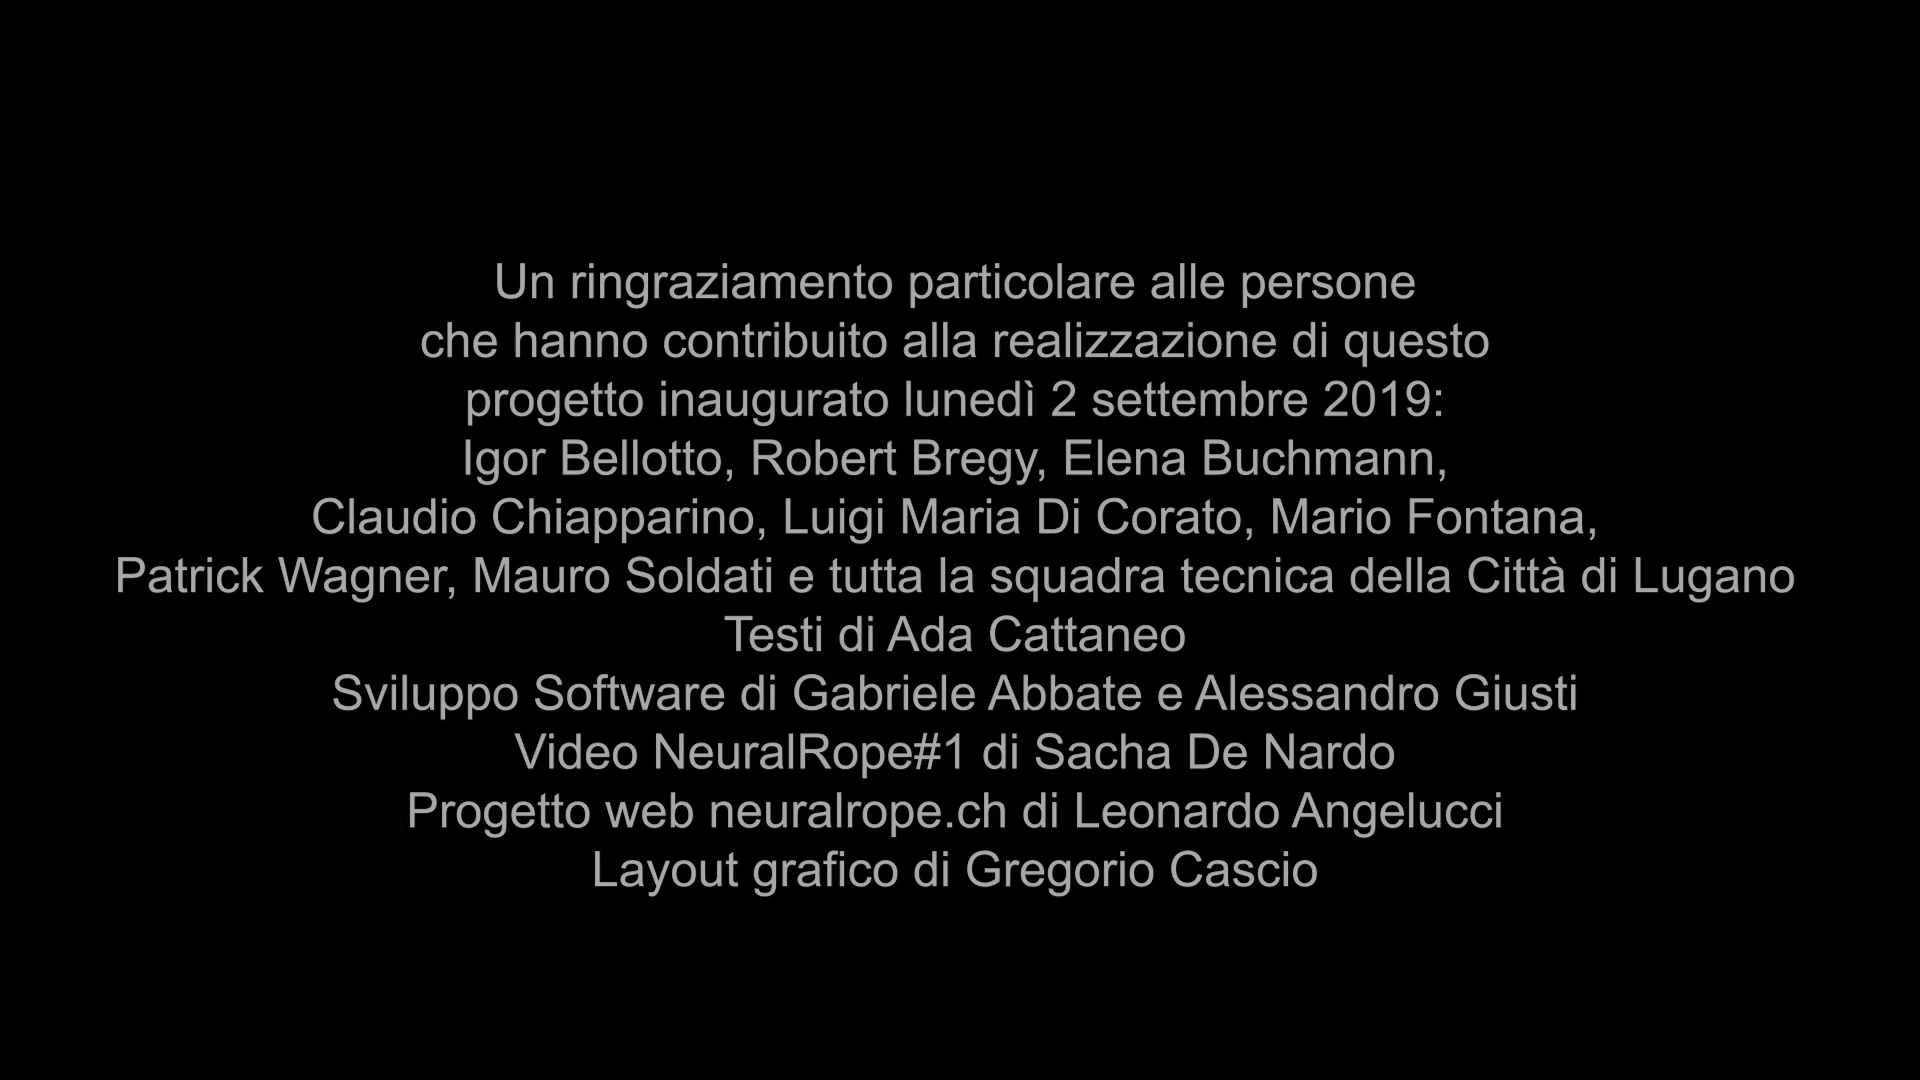 Un ringraziamento particolare alle persone
che hanno contribuito alla realizzazione di questo
progetto inaugurato lunedì 2 settembre 2019:
Igor Bellotto, Robert Bregy, Elena Buchmann,
Claudio Chiapparino, Luigi Maria Di Corato, Mario Fontana,
Patrick Wagner, Mauro Soldati e tutta la squadra tecnica della Città di Lugano
Testi di Ada Cattaneo
Sviluppo Software di Gabriele Abbate e Alessandro Giusti
Video NeuralRope#1 di Sacha De Nardo
Progetto web neuralrope.ch di Leonardo Angelucci
Layout grafico di Gregorio Cascio